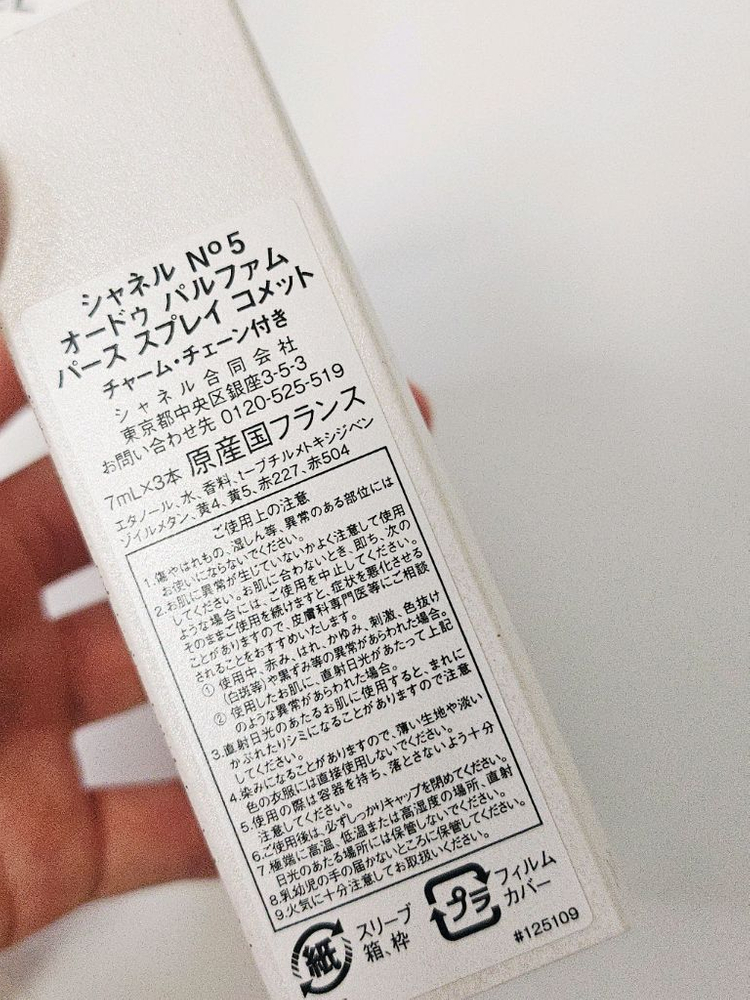 シャネル Nº5
オードゥ パルファム
パース スプレイ コメット
チャーム・チェーン付き
シャネル合同会社
東京都中央区銀座3-5-3
お問い合わせ先 0120-525-519
7mL×3本 原産国フランス
エタノール、水、香料、t-ブチルメトキシジベン
ゾイルメタン、黄4、黄5、赤227、赤504
ご使用上の注意
1.傷やはれもの、湿しん等、異常のある部位には
お使いにならないでください。
2.お肌に異常が生じていないかよく注意して使用
してください。お肌に合わないとき、即ち、次の
ような場合には、ご使用を中止してください。
そのままご使用を続けますと、症状を悪化させる
ことがありますので、皮膚科専門医等にご相談
されることをおすすめいたします。
① 使用中、赤み、はれ、かゆみ、刺激、色抜け
(白斑等)や黒ずみ等の異常があらわれた場合。
② 使用したお肌に、直射日光があたって上記
のような異常があらわれた場合。
3.直射日光のあたるお肌に使用すると、まれに
かぶれたりシミになることがありますので注意
してください。
4.染みになることがありますので、薄い生地や淡い
色の衣服には直接使用しないでください。
5.使用の際は容器を持ち、落とさないよう十分
注意してください。
6.ご使用後は、必ずしっかりキャップを閉めてください。
7.極端に高温、低温または高湿度の場所、直射
日光のあたる場所には保管しないでください。
8.乳幼児の手の届かないところに保管してください。
9.火気に十分注意してお取扱いください。
紙 スリーブ
箱、枠
プラ フィルム
カバー
#125109